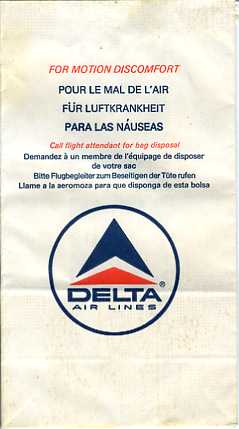 FOR MOTION DISCOMFORT
POUR LE MAL DE L'AIR
FÜR LUFTKRANKHEIT
PARA LAS NÁUSEAS
Call flight attendant for bag disposal
Demandez à un membre de l'équipage de disposer
de votre sac
Bitte Flugbegleiter zum Beseitigen der Tüte rufen
Llame a la aeromoza para que disponga de esta bolsa
DELTA®
AIR LINES